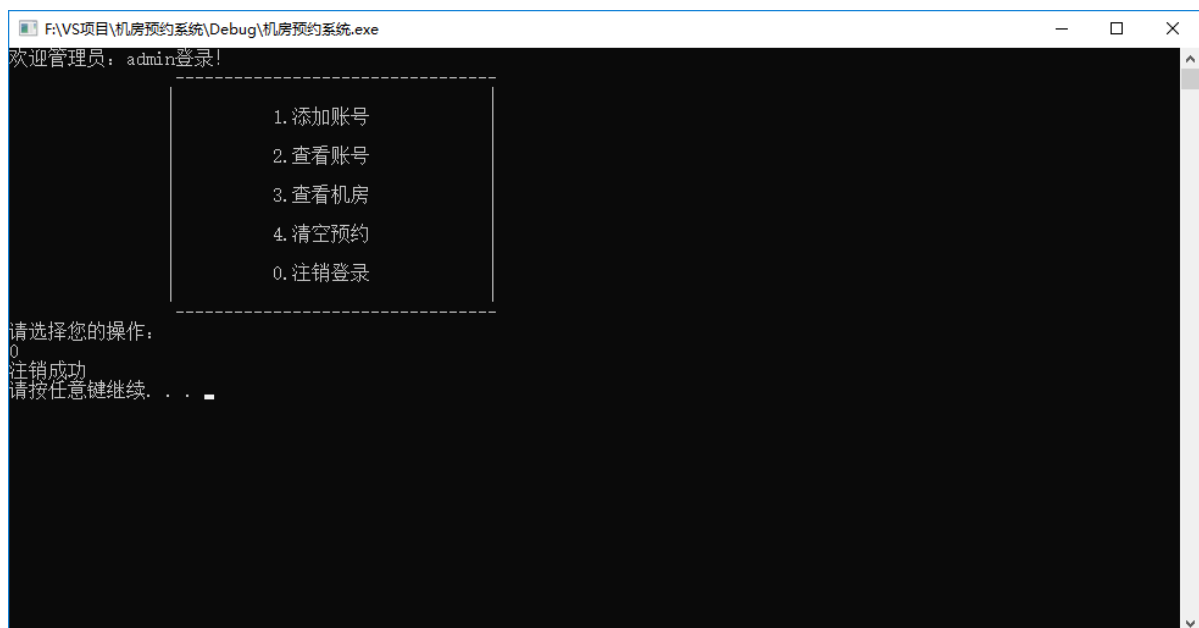 F:\VS项目\机房预约系统\Debug\机房预约系统.exe
欢迎管理员：admin登录！
---------------------------------
1.添加账号
2.查看账号
3.查看机房
4.清空预约
0.注销登录
---------------------------------
请选择您的操作：
0
注销成功
请按任意键继续. . .